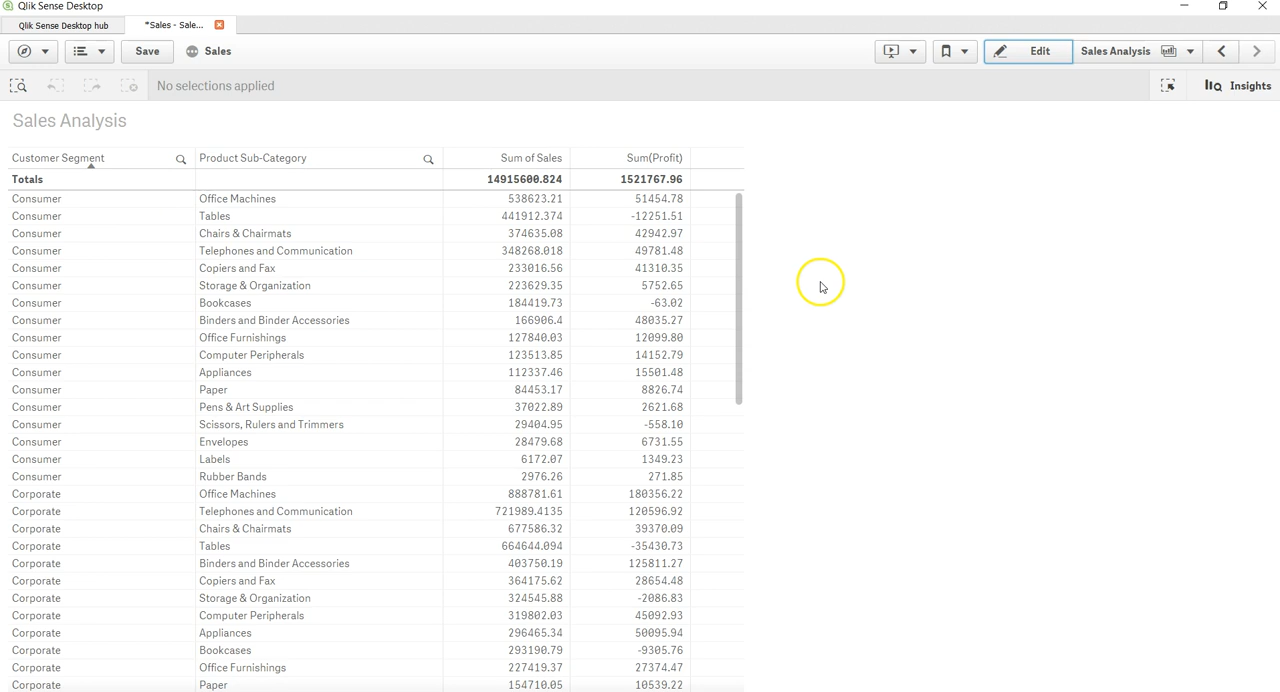 Qlik Sense Desktop
Qlik Sense Desktop hub
*Sales - Sale...
Save
Sales
Edit
Sales Analysis
No selections applied
Insights
Sales Analysis
Customer Segment Product Sub-Category Sum of Sales Sum(Profit)
Totals 14915600.824 1521767.96
Consumer Office Machines 538623.21 51454.78
Consumer Tables 441912.374 -12251.51
Consumer Chairs & Chairmats 374635.08 42942.97
Consumer Telephones and Communication 348268.018 49781.48
Consumer Copiers and Fax 233016.56 41310.35
Consumer Storage & Organization 223629.35 5752.65
Consumer Bookcases 184419.73 -63.02
Consumer Binders and Binder Accessories 166906.4 48035.27
Consumer Office Furnishings 127840.03 12099.80
Consumer Computer Peripherals 123513.85 14152.79
Consumer Appliances 112337.46 15501.48
Consumer Paper 84453.17 8826.74
Consumer Pens & Art Supplies 37022.89 2621.68
Consumer Scissors, Rulers and Trimmers 29404.95 -558.10
Consumer Envelopes 28479.68 6731.55
Consumer Labels 6172.07 1349.23
Consumer Rubber Bands 2976.26 271.85
Corporate Office Machines 888781.61 180356.22
Corporate Telephones and Communication 721989.4135 120596.92
Corporate Chairs & Chairmats 677586.32 39370.09
Corporate Tables 664644.094 -35430.73
Corporate Binders and Binder Accessories 403750.19 125811.27
Corporate Copiers and Fax 364175.62 28654.48
Corporate Storage & Organization 324545.88 -2086.83
Corporate Computer Peripherals 319802.03 45092.93
Corporate Appliances 296465.34 50095.94
Corporate Bookcases 293190.79 -9305.76
Corporate Office Furnishings 227419.37 27374.47
Corporate Paper 154710.05 10539.22